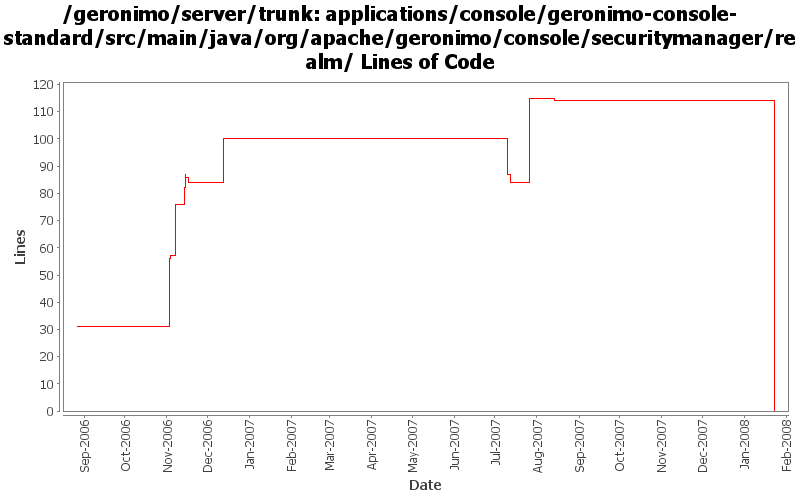 /geronimo/server/trunk: applications/console/geronimo-console-
standard/src/main/java/org/apache/geronimo/console/securitymanager/re
alm/ Lines of Code
120
110
100
90
80
70
60
50
40
30
20
10
0
Lines
Sep-2006
Oct-2006
Nov-2006
Dec-2006
Jan-2007
Feb-2007
Mar-2007
Apr-2007
May-2007
Jun-2007
Jul-2007
Aug-2007
Sep-2007
Oct-2007
Nov-2007
Dec-2007
Jan-2008
Feb-2008
Date